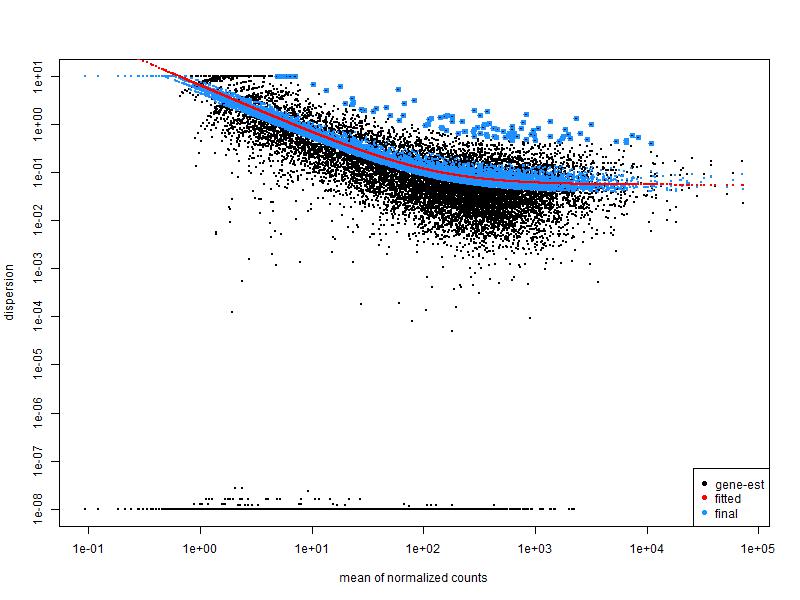 1e+01
1e+00
1e-01
1e-02
1e-03
1e-04
1e-05
1e-06
1e-07
1e-08
dispersion
gene-est
fitted
final
1e-01
1e+00
1e+01
1e+02
1e+03
1e+04
1e+05
mean of normalized counts